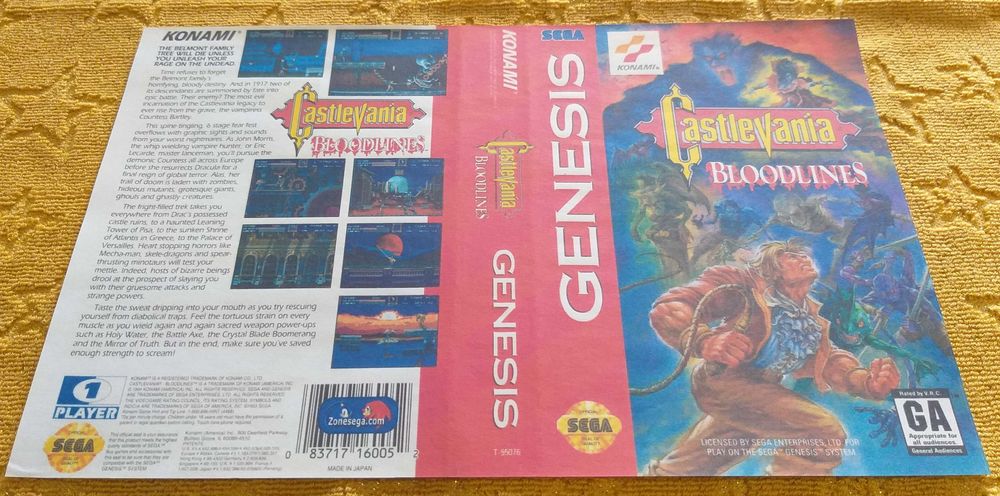 KONAMI®
THE BELMONT FAMILY
TREE WILL DIE UNLESS
YOU UNLEASH YOUR
RAGE ON THE UNDEAD.
Time refuses to forget
the Belmont family's
horrifying, bloody destiny. And in 1917 two of
its descendants are summoned by fate into
epic battle. Their enemy? The most evil
incarnation of the Castlevania legacy to
ever rise from the grave, the vampiress
Countess Bartley.
This spine tingling, 6 stage fear fest
overflows with graphic sights and sounds
from your worst nightmares. As John Morris,
the whip wielding vampire hunter, or Eric
Lecarde, master lanceman, you'll pursue the
demonic Countess all across Europe
before she resurrects Dracula for a
final reign of global terror. Alas, her
trail of doom is laden with zombies,
hideous mutants, grotesque giants,
ghouls and ghastly creatures.
The fright-filled trek takes you
everywhere from Drac's possessed
castle ruins, to a haunted Leaning
Tower of Pisa, to the sunken Shrine
of Atlantis in Greece, to the Palace of
Versailles. Heart stopping horrors like
Mecha-man, skele-dragons and spear-
thrusting minotaurs will test your
mettle. Indeed, hosts of bizarre beings
drool at the prospect of slaying you
with their gruesome attacks and
strange powers.
Taste the sweat dripping into your mouth as you try rescuing
yourself from diabolical traps. Feel the tortuous strain on every
muscle as you wield again and again sacred weapon power-ups
such as Holy Water, the Battle Axe, the Crystal Blade Boomerang
and the Mirror of Truth. But in the end, make sure you've saved
enough strength to scream!
Castlevania
BLOODLINES
1
PLAYER
SEGA
KONAMI® IS A REGISTERED TRADEMARK OF KONAMI CO., LTD.
Zonesega.com
0 83717 16005 2
MADE IN JAPAN
KONAMI
Castlevania
BLOODLINES
GENESIS
T 95076
SEGA
GENESIS
OFFICIAL
SEGA
SEAL OF
QUALITY
KONAMI®
Castlevania
BLOODLINES
LICENSED BY SEGA ENTERPRISES, LTD. FOR
PLAY ON THE SEGA™ GENESIS™ SYSTEM.
Rated by V.R.C.
GA
Appropriate for
all audiences.
General Audiences